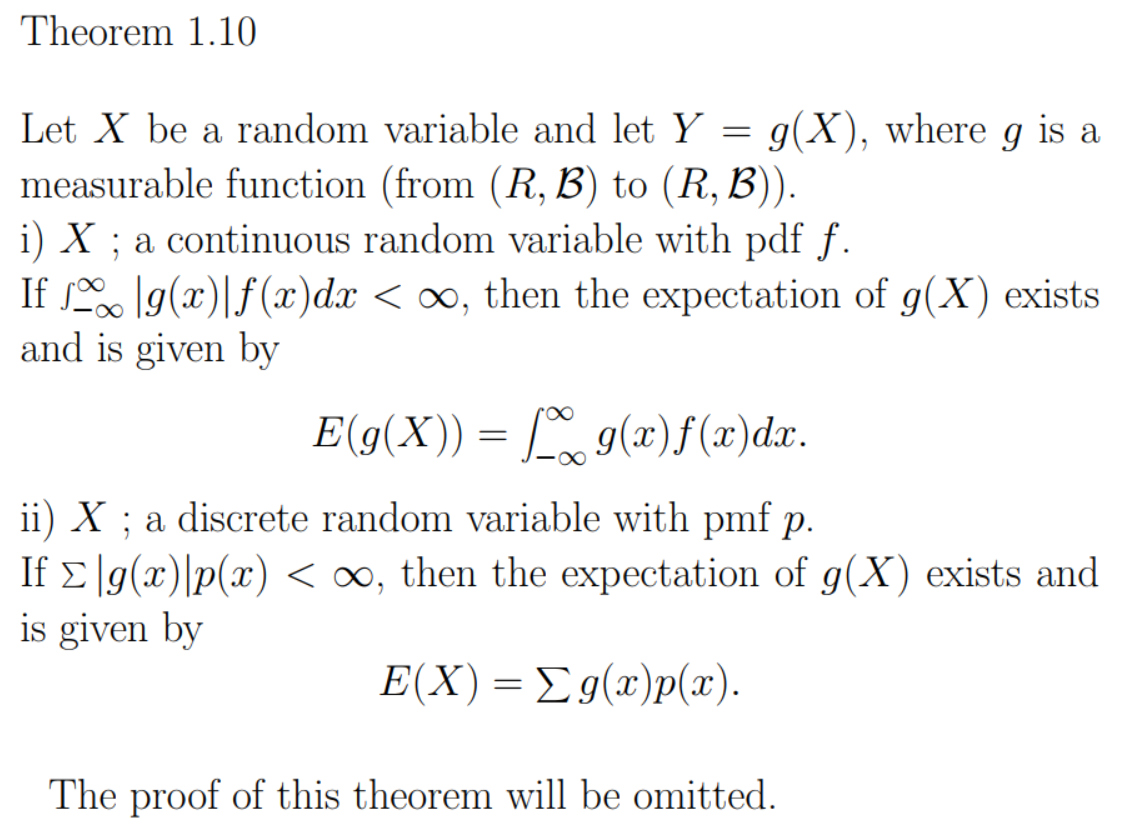 Theorem 1.10
Let X be a random variable and let Y = g(X), where g is a
measurable function (from (R, ℬ) to (R, ℬ)).
i) X ; a continuous random variable with pdf f.
If ∫_{−∞}^{∞} |g(x)|f(x)dx < ∞, then the expectation of g(X) exists
and is given by
E(g(X)) = ∫_{−∞}^{∞} g(x)f(x)dx.
ii) X ; a discrete random variable with pmf p.
If Σ |g(x)|p(x) < ∞, then the expectation of g(X) exists and
is given by
E(X) = Σ g(x)p(x).
The proof of this theorem will be omitted.